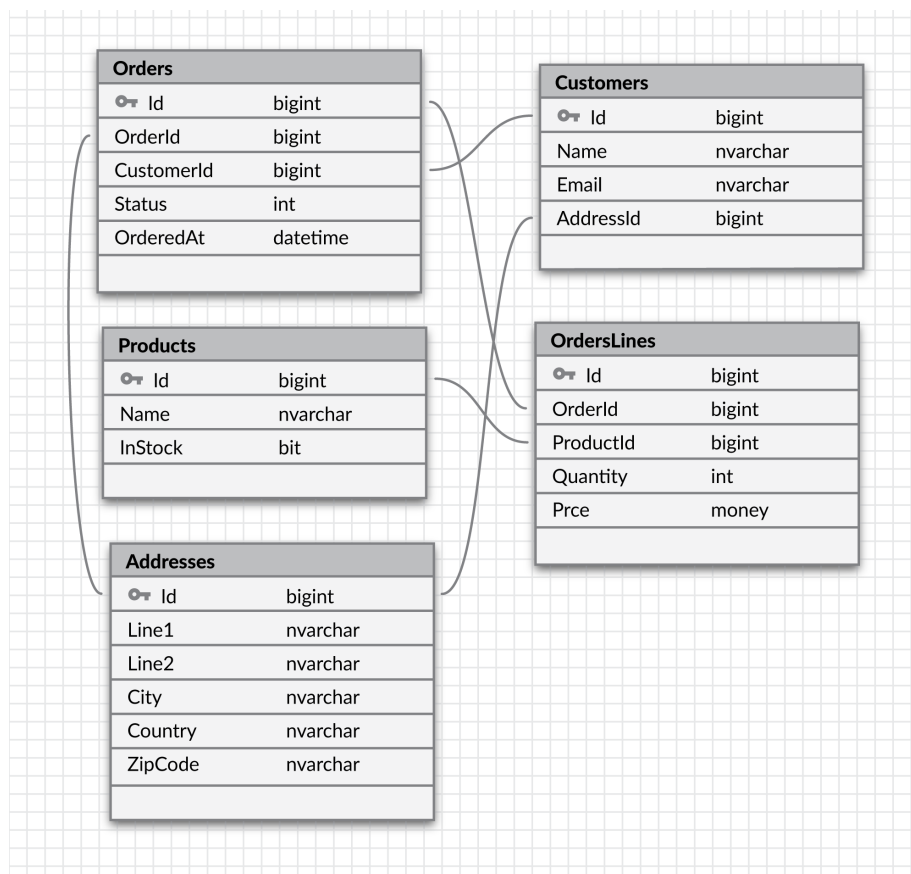 Orders
Id bigint
OrderId bigint
CustomerId bigint
Status int
OrderedAt datetime
Customers
Id bigint
Name nvarchar
Email nvarchar
AddressId bigint
Products
Id bigint
Name nvarchar
InStock bit
OrdersLines
Id bigint
OrderId bigint
ProductId bigint
Quantity int
Prce money
Addresses
Id bigint
Line1 nvarchar
Line2 nvarchar
City nvarchar
Country nvarchar
ZipCode nvarchar